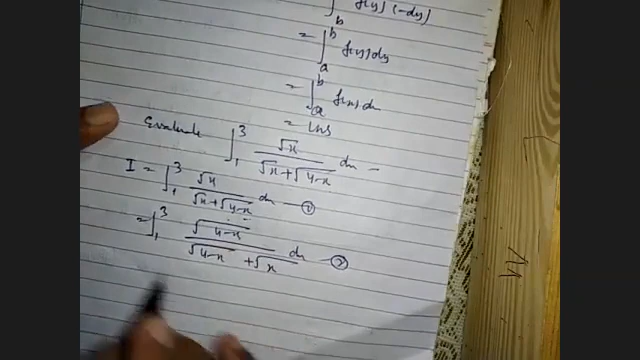 ∫_b f(y) (-dy)
= ∫_a^b f(y) dy
= ∫_a^b f(x) dx
= LHS
Evaluate ∫_1^3 √x / (√x + √(4-x)) dx -
I = ∫_1^3 √x / (√x + √(4-x)) dx — ①
= ∫_1^3 √(4-x) / (√(4-x) + √x) dx — ②